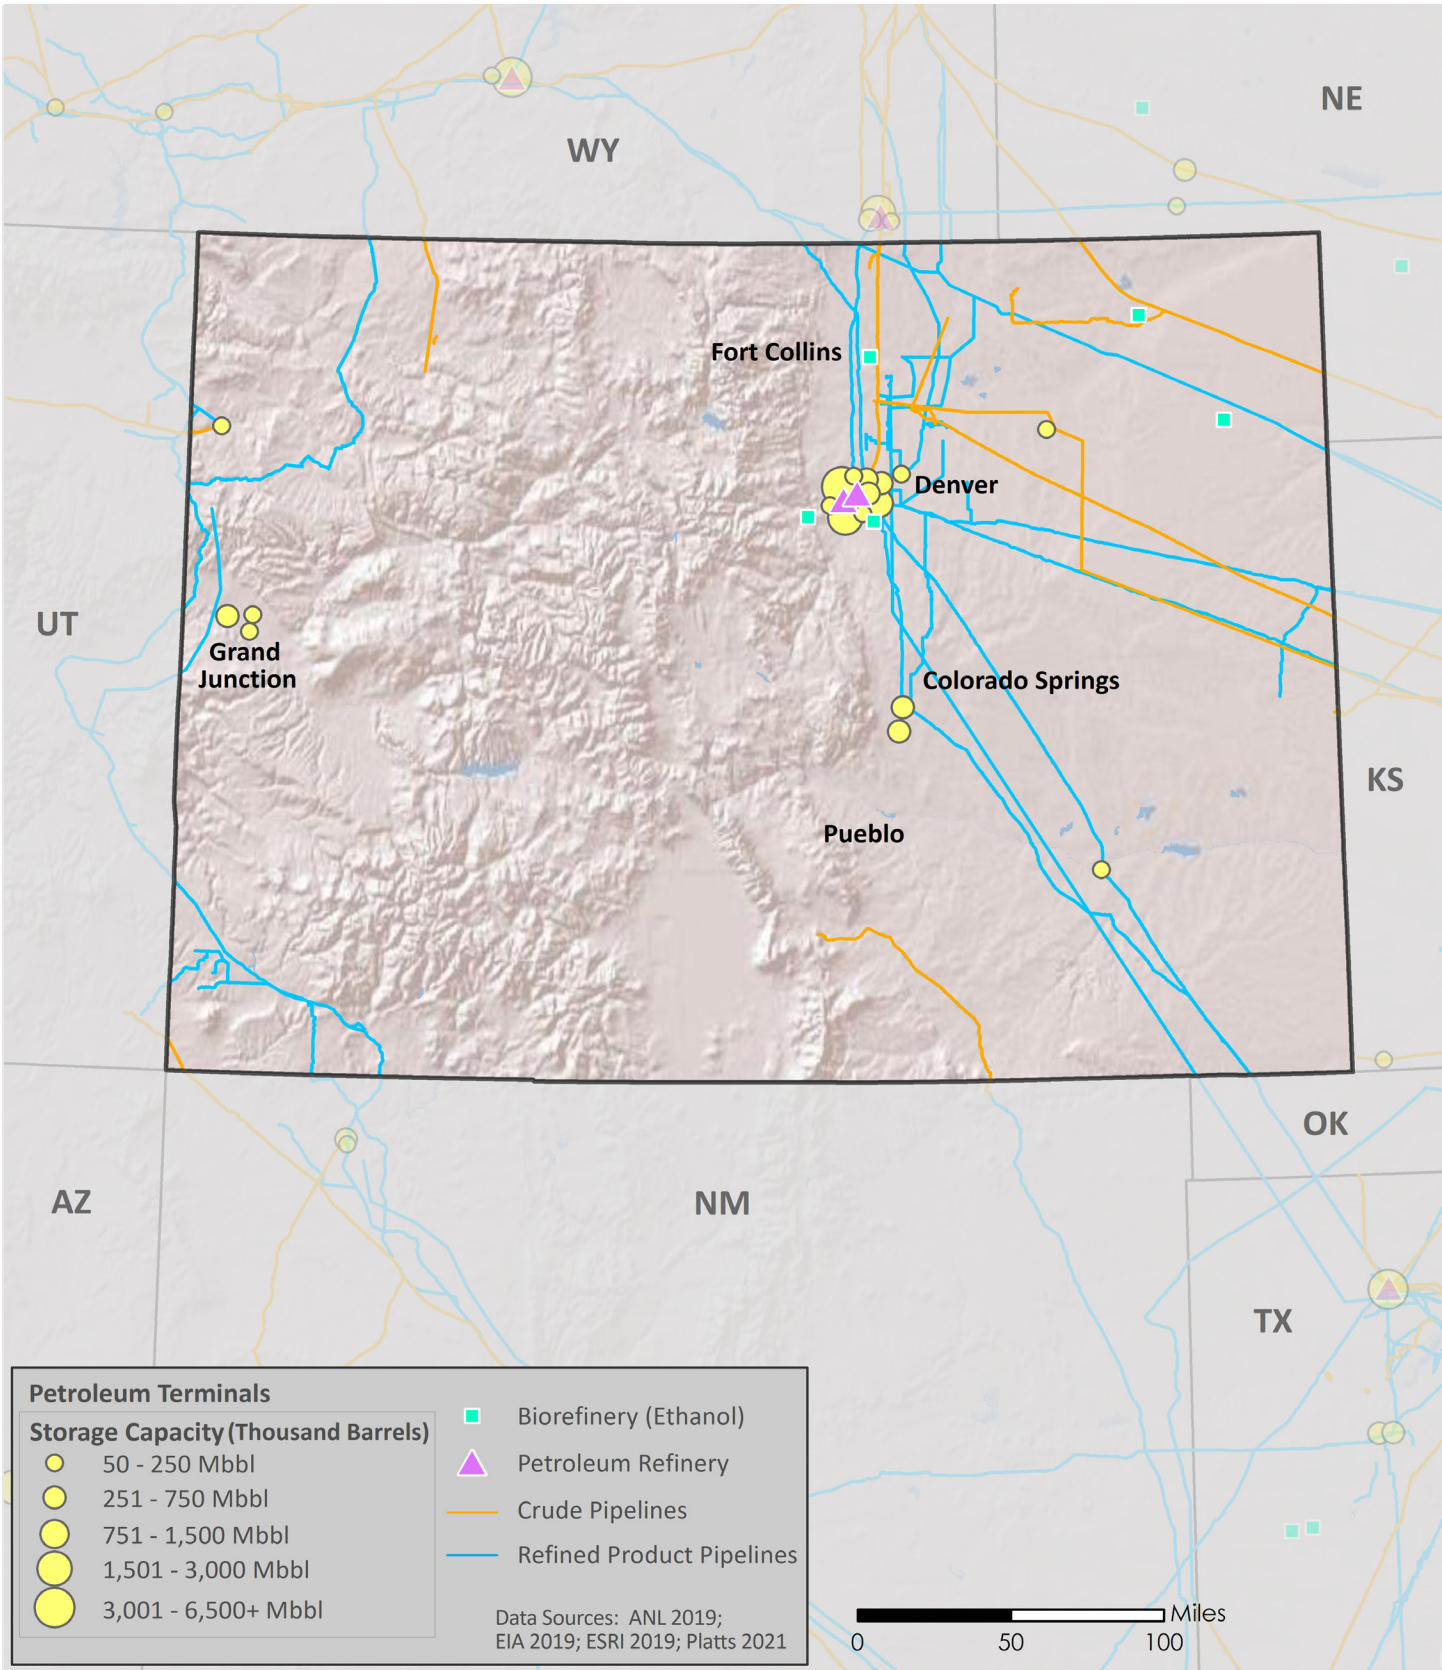 NE
WY
Fort Collins
Denver
UT
Grand
Junction
Colorado Springs
KS
Pueblo
OK
AZ
NM
TX
Petroleum Terminals
Storage Capacity (Thousand Barrels)
50 - 250 Mbbl
251 - 750 Mbbl
751 - 1,500 Mbbl
1,501 - 3,000 Mbbl
3,001 - 6,500+ Mbbl
Biorefinery (Ethanol)
Petroleum Refinery
Crude Pipelines
Refined Product Pipelines
Data Sources: ANL 2019;
EIA 2019; ESRI 2019; Platts 2021
Miles
0 50 100